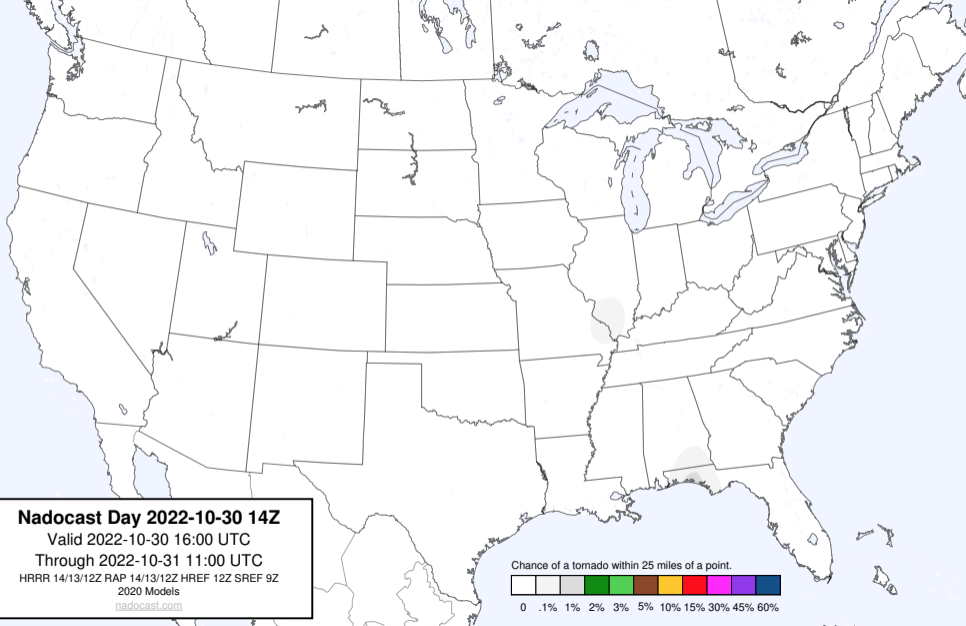 Nadocast Day 2022-10-30 14Z
Valid 2022-10-30 16:00 UTC
Through 2022-10-31 11:00 UTC
HRRR 14/13/12Z RAP 14/13/12Z HREF 12Z SREF 9Z
2020 Models
nadocast.com
Chance of a tornado within 25 miles of a point.
0 .1% 1% 2% 3% 5% 10% 15% 30% 45% 60%